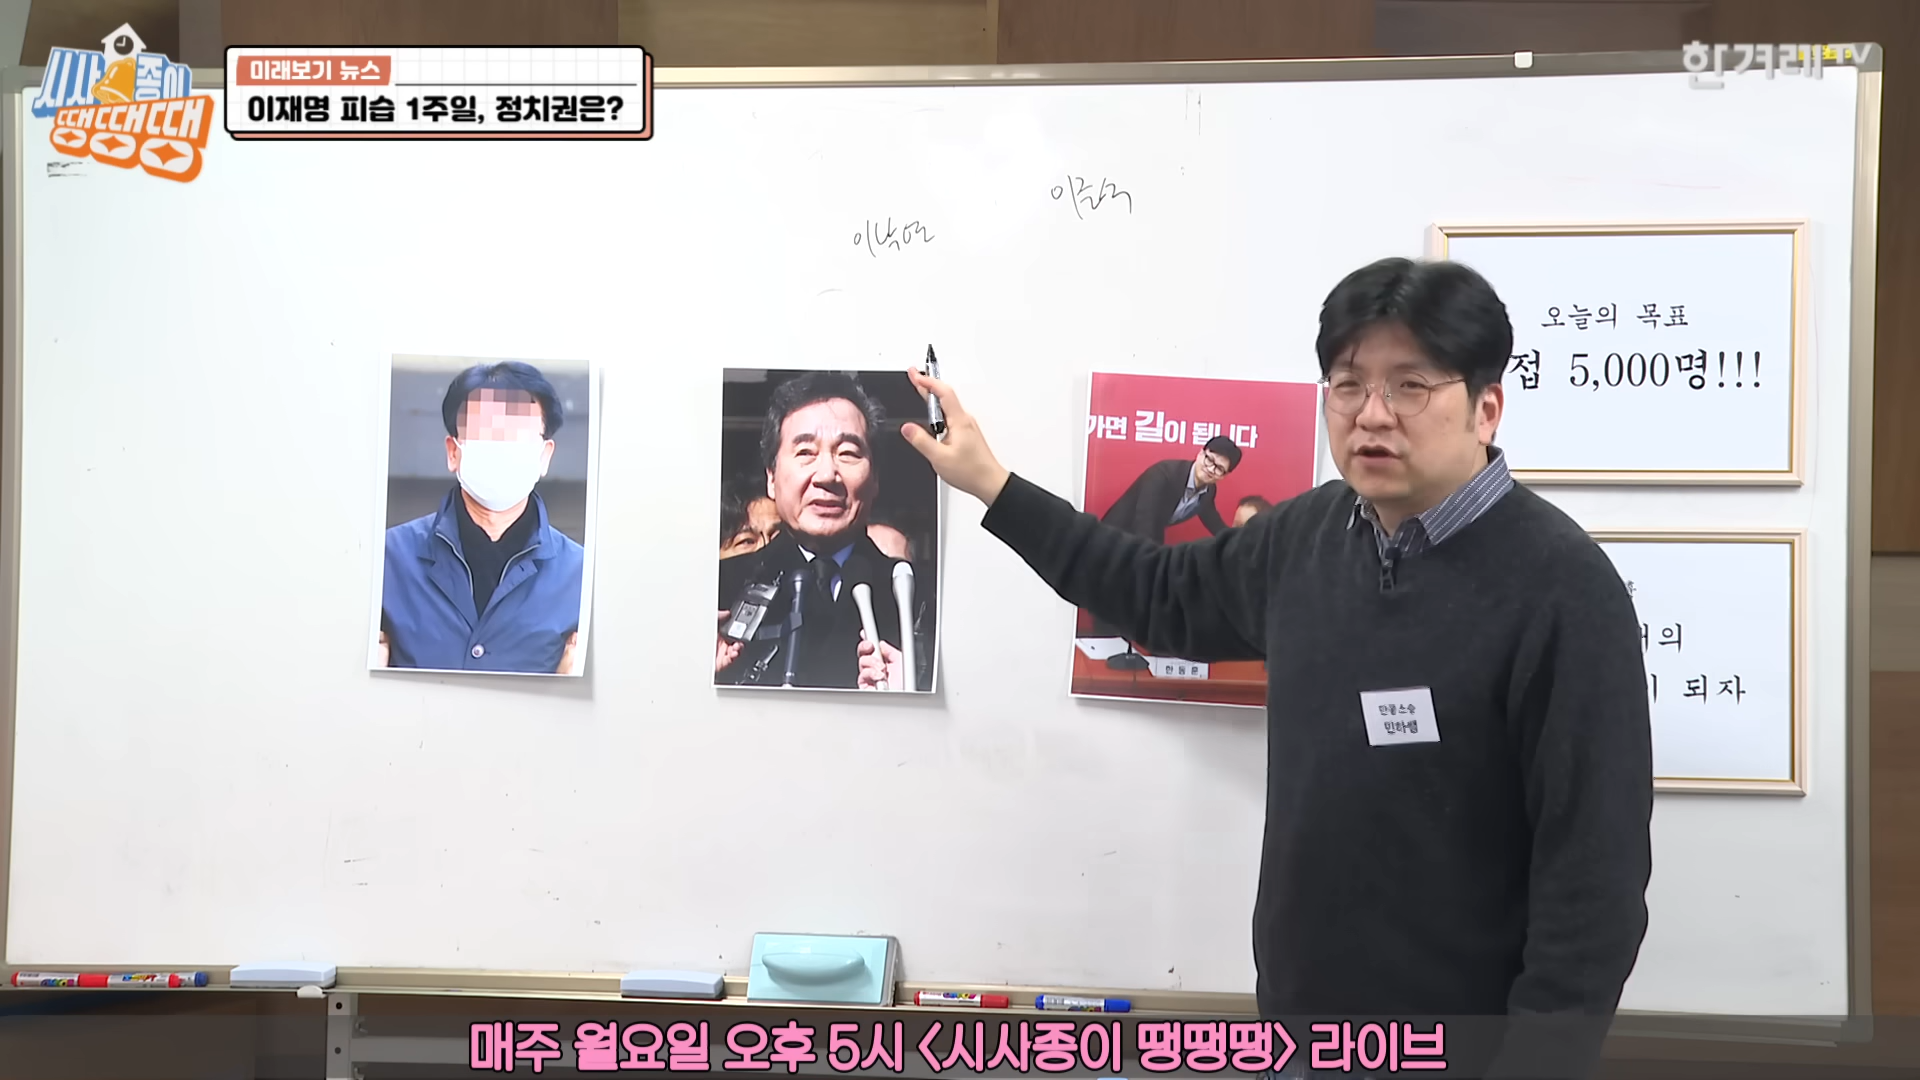 시사종이
땡땡땡
미래보기 뉴스
이재명 피습 1주일, 정치권은?
한겨레TV
이준석
이낙연
오늘의 목표
접 5,000명!!!
가면 길이 됩니다
한동훈
의
되자
민쌤
매주 월요일 오후 5시 <시사종이 땡땡땡> 라이브